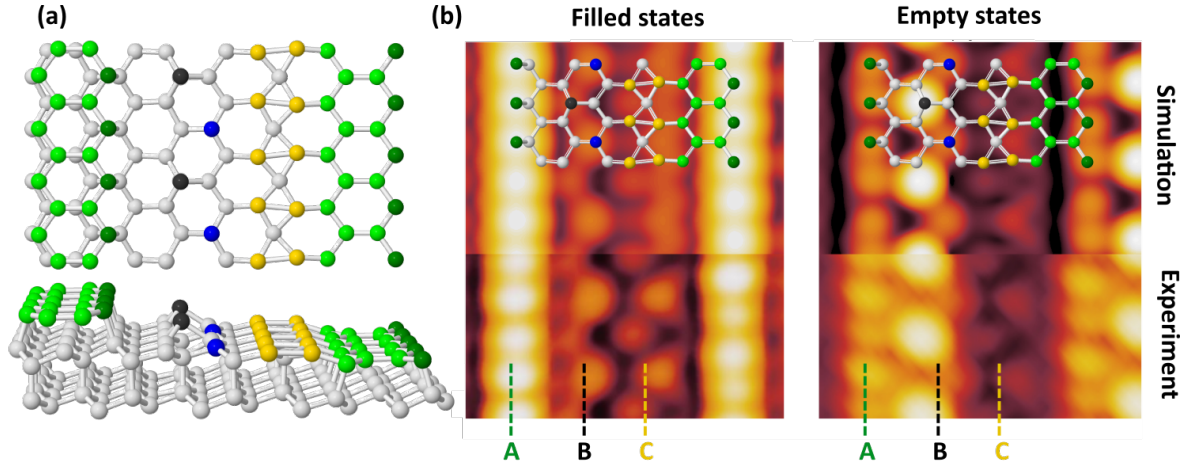 (a)
(b)
Filled states
Empty states
Simulation
Experiment
A
B
C
A
B
C